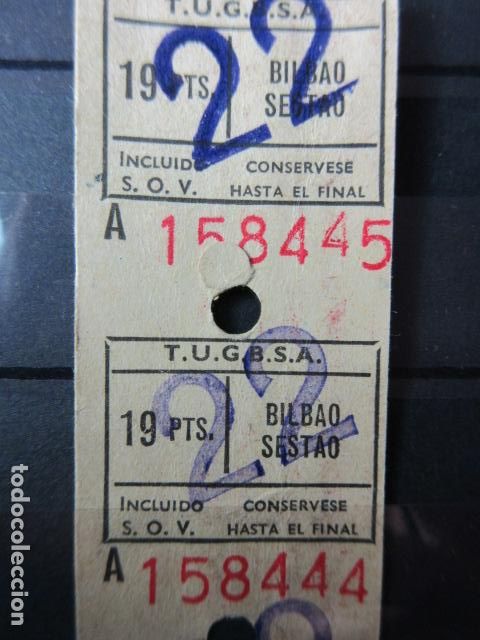 T.U.G.B.S.A.
19 PTS. BILBAO
SESTAO
22
INCLUIDO CONSERVESE
S. O. V. HASTA EL FINAL
A 158445
T.U.G.B.S.A.
19 PTS. BILBAO
SESTAO
22
INCLUIDO CONSERVESE
S. O. V. HASTA EL FINAL
A 158444
todocoleccion